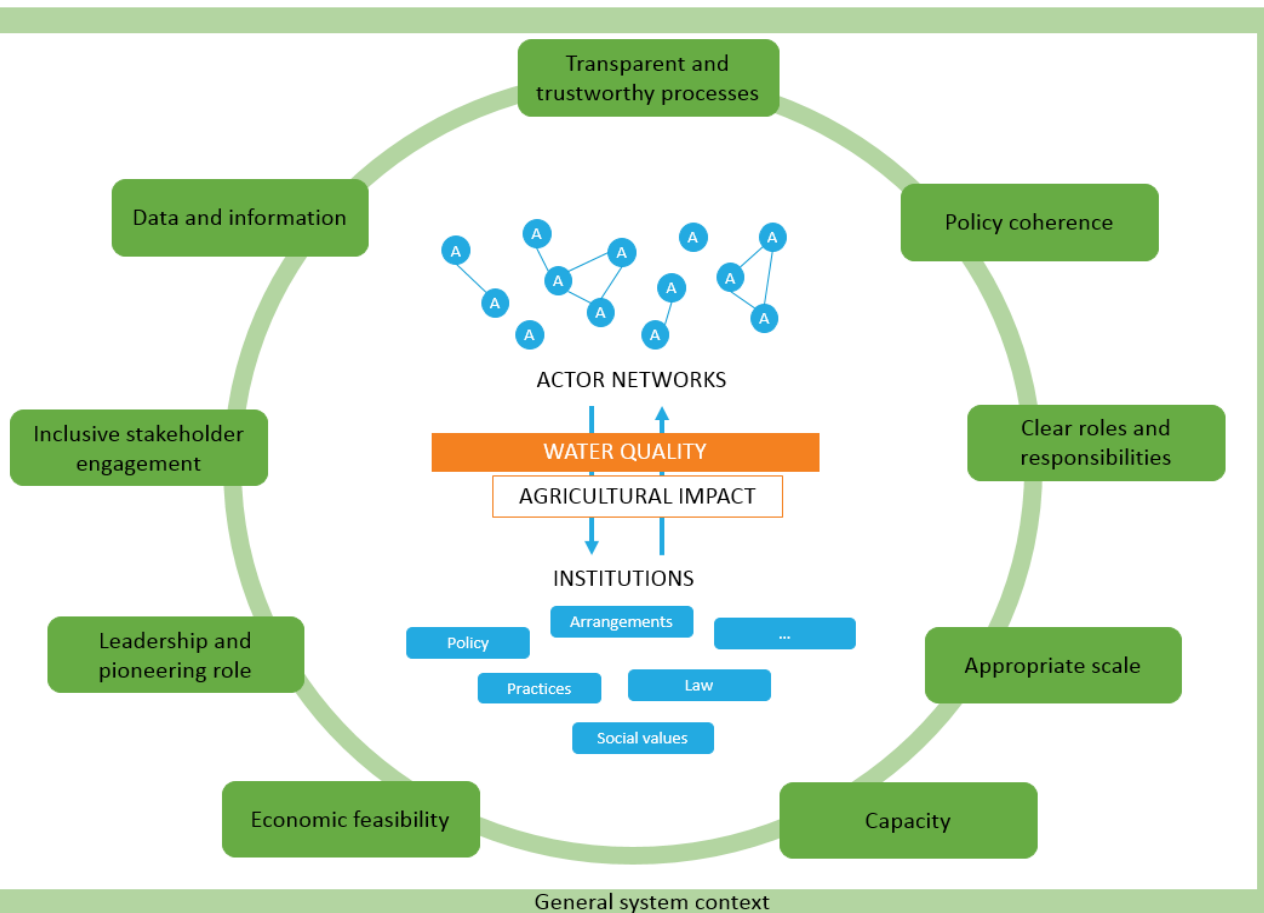 Transparent and
trustworthy processes
Data and information
Policy coherence
A
A
A
A
A
A
A
A
A
A
A
A
A
ACTOR NETWORKS
Inclusive stakeholder
engagement
Clear roles and
responsibilities
WATER QUALITY
AGRICULTURAL IMPACT
INSTITUTIONS
Arrangements
Policy
...
Practices
Law
Social values
Leadership and
pioneering role
Appropriate scale
Economic feasibility
Capacity
General system context